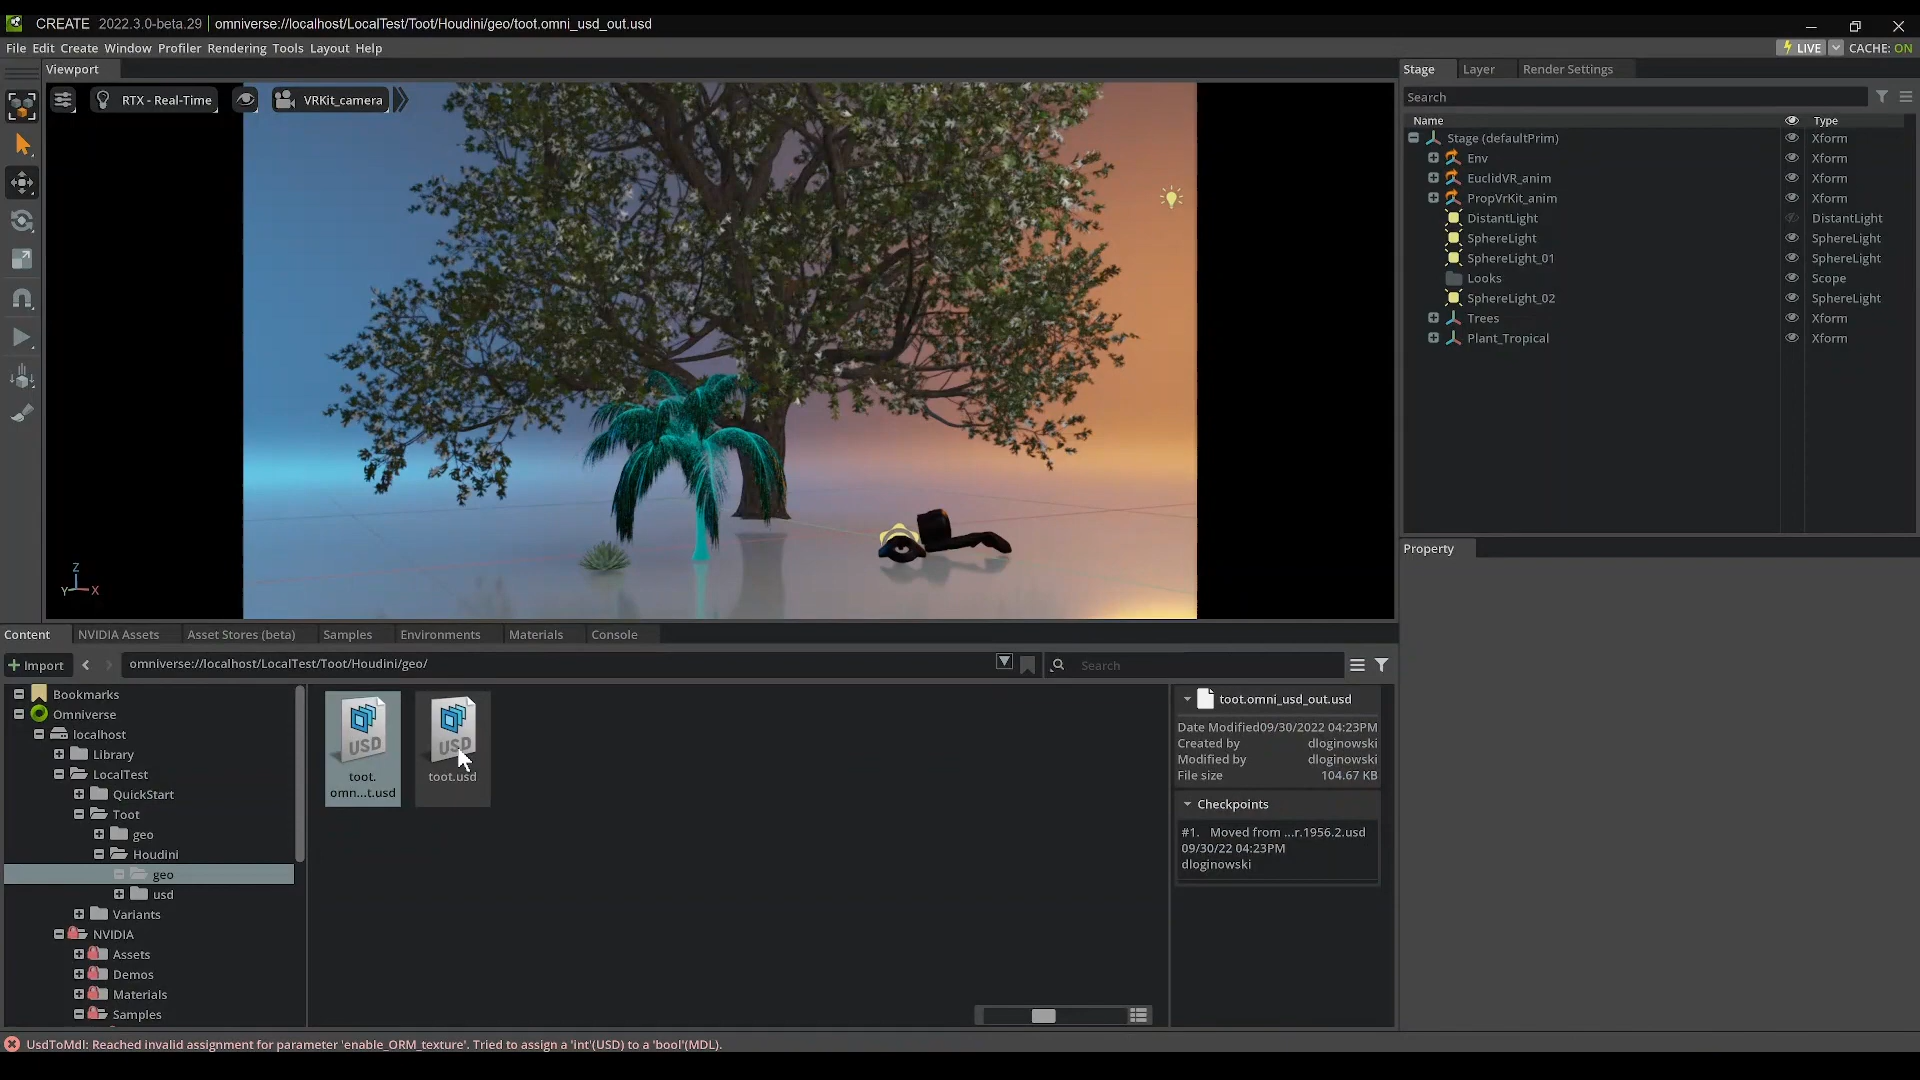 CREATE 2022.3.0-beta.29 omniverse://localhost/LocalTest/Toot/Houdini/geo/toot.omni_usd_out.usd
File Edit Create Window Profiler Rendering Tools Layout Help
LIVE CACHE: ON
Viewport
RTX - Real-Time VRKit_camera
Z
Y X
Stage Layer Render Settings
Search
Name Type
Stage (defaultPrim) Xform
Env Xform
EuclidVR_anim Xform
PropVrKit_anim Xform
DistantLight DistantLight
SphereLight SphereLight
SphereLight_01 SphereLight
Looks Scope
SphereLight_02 SphereLight
Trees Xform
Plant_Tropical Xform
Property
Content NVIDIA Assets Asset Stores (beta) Samples Environments Materials Console
Import omniverse://localhost/LocalTest/Toot/Houdini/geo/ Search
Bookmarks
Omniverse
localhost
Library
LocalTest
QuickStart
Toot
geo
Houdini
geo
usd
Variants
NVIDIA
Assets
Demos
Materials
Samples
USD
toot.
omn...t.usd
USD
toot.usd
toot.omni_usd_out.usd
Date Modified09/30/2022 04:23PM
Created by dloginowski
Modified by dloginowski
File size 104.67 KB
Checkpoints
#1. Moved from ...r.1956.2.usd
09/30/22 04:23PM
dloginowski
UsdToMdl: Reached invalid assignment for parameter 'enable_ORM_texture'. Tried to assign a 'int'(USD) to a 'bool'(MDL).